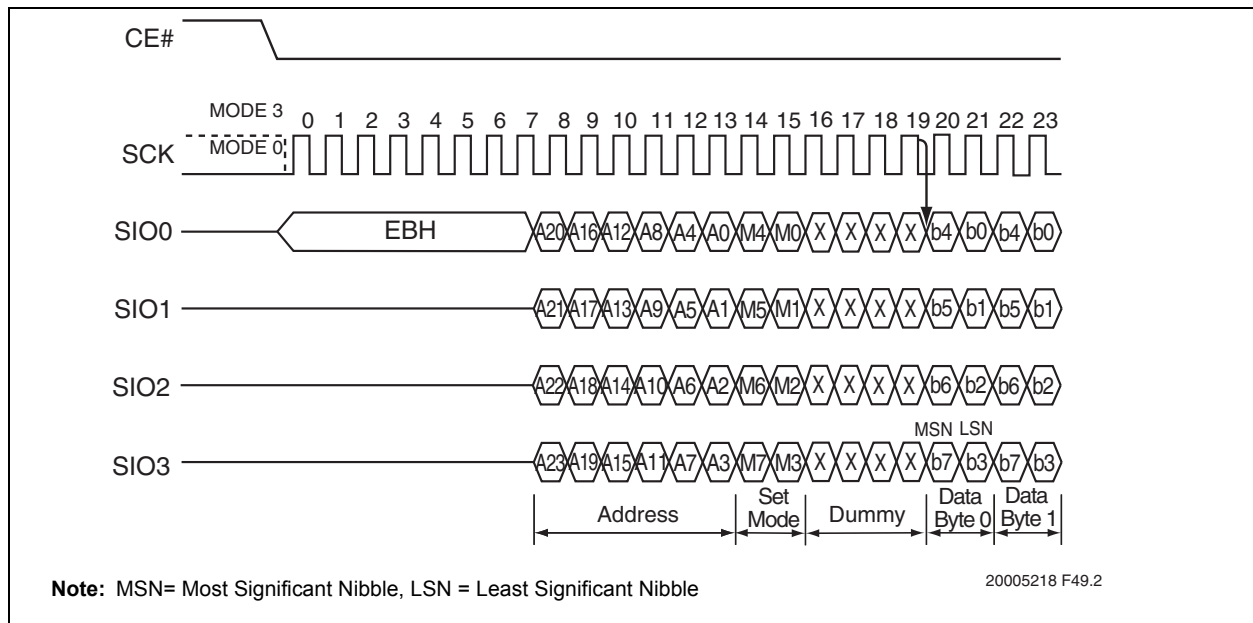 CE#
MODE 3
0 1 2 3 4 5 6 7 8 9 10 11 12 13 14 15 16 17 18 19 20 21 22 23
SCK MODE 0
SIO0 EBH A20 A16 A12 A8 A4 A0 M4 M0 X X X X b4 b0 b4 b0
SIO1 A21 A17 A13 A9 A5 A1 M5 M1 X X X X b5 b1 b5 b1
SIO2 A22 A18 A14 A10 A6 A2 M6 M2 X X X X b6 b2 b6 b2
MSN LSN
SIO3 A23 A19 A15 A11 A7 A3 M7 M3 X X X X b7 b3 b7 b3
Address Set Mode Dummy Data Byte 0 Data Byte 1
20005218 F49.2
Note: MSN= Most Significant Nibble, LSN = Least Significant Nibble